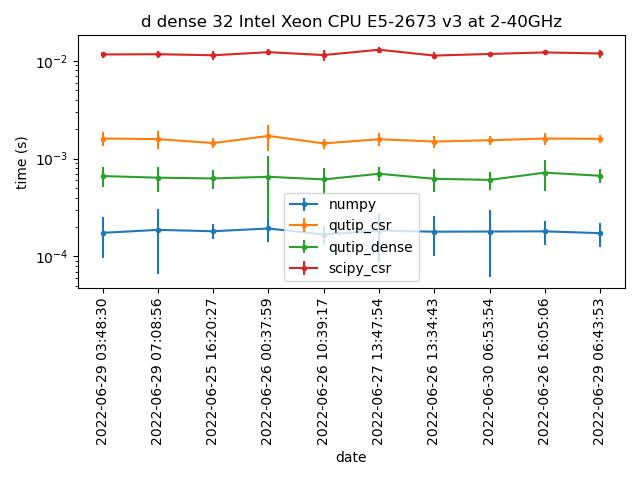 d dense 32 Intel Xeon CPU E5-2673 v3 at 2-40GHz
time (s)
10⁻²
10⁻³
10⁻⁴
numpy
qutip_csr
qutip_dense
scipy_csr
2022-06-29 03:48:30
2022-06-29 07:08:56
2022-06-25 16:20:27
2022-06-26 00:37:59
2022-06-26 10:39:17
2022-06-27 13:47:54
2022-06-26 13:34:43
2022-06-30 06:53:54
2022-06-26 16:05:06
2022-06-29 06:43:53
date